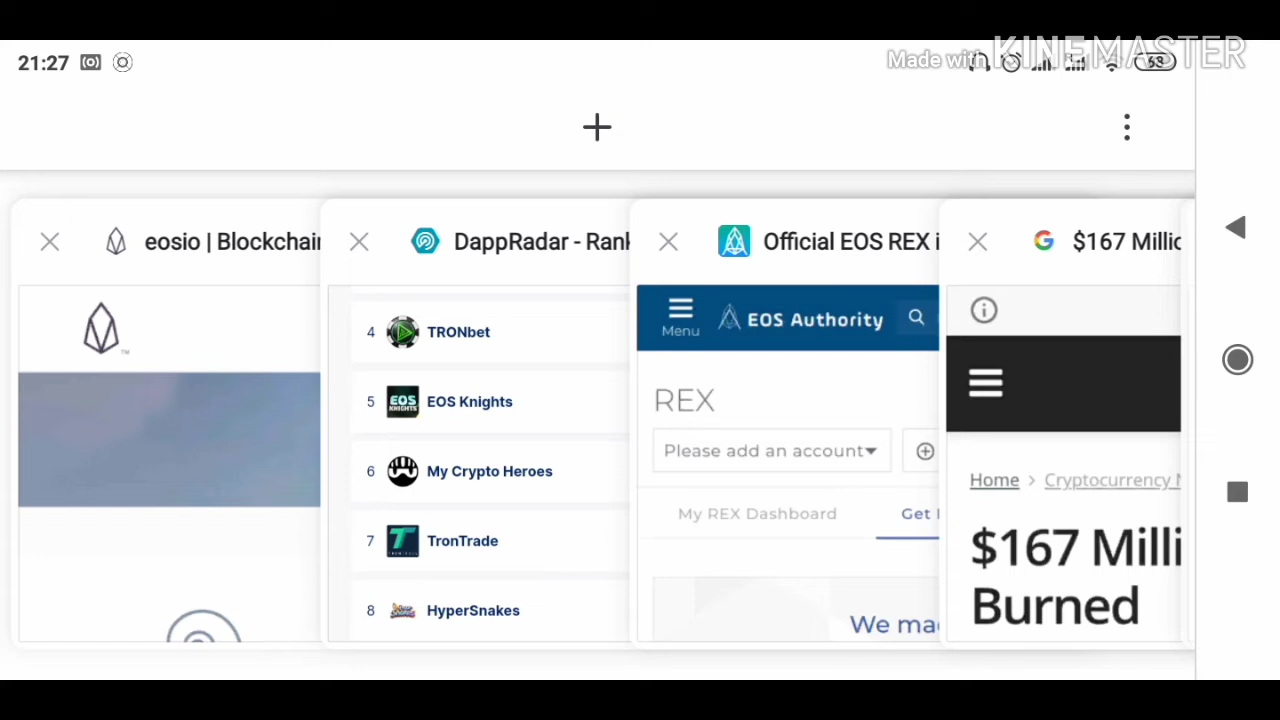 21:27
Made with KINEMASTER
63
eosio | Blockchain
DappRadar - Rank
Official EOS REX i
$167 Millio
4 TRONbet
5 EOS Knights
6 My Crypto Heroes
7 TronTrade
8 HyperSnakes
Menu
EOS Authority
REX
Please add an account
My REX Dashboard
Get
We ma
Home > Cryptocurrency
$167 Milli
Burned